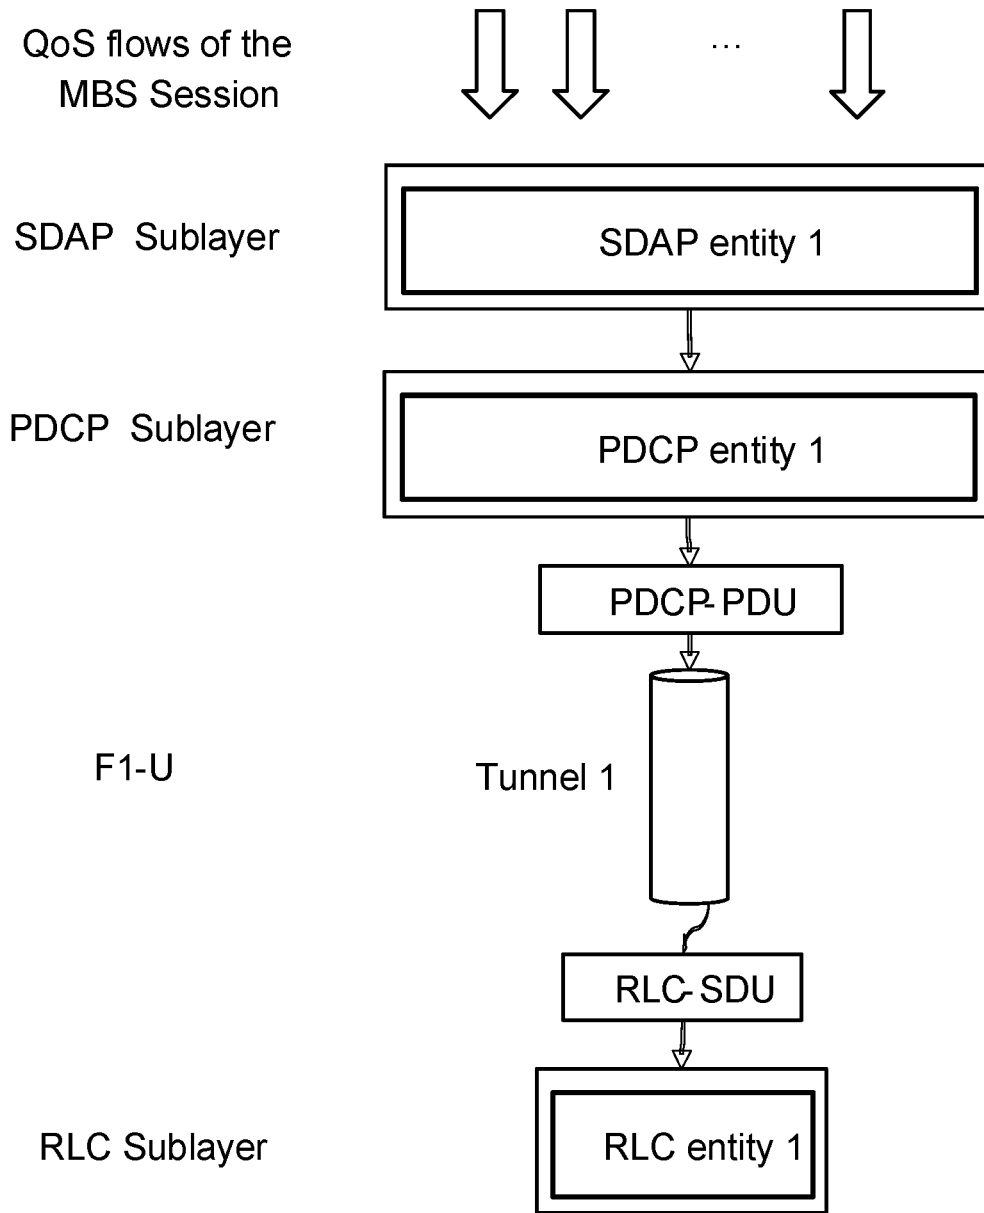 QoS flows of the
MBS Session
...
SDAP Sublayer
SDAP entity 1
PDCP Sublayer
PDCP entity 1
PDCP-PDU
F1-U
Tunnel 1
RLC-SDU
RLC Sublayer
RLC entity 1